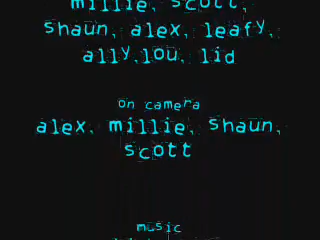 millie, scott,
shaun, alex, leafy,
ally,lou, lid
on camera
alex, millie, shaun,
scott
music